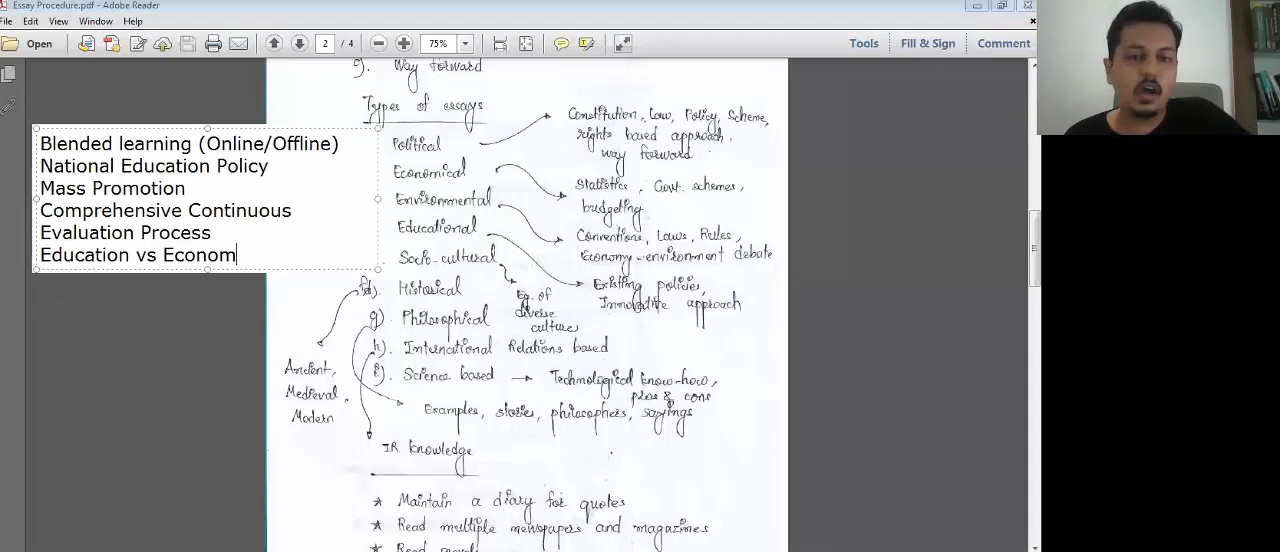 Essay Procedure.pdf - Adobe Reader
File Edit View Window Help
Open 2 / 4 75% Tools Fill & Sign Comment
Way forward
Types of essays
Political
Constitution, Law, Policy, Scheme,
rights based approach,
way forward
Economical
Statistics, Govt. schemes,
budgeting
Environmental
Conventions, Laws, Rules,
Economy-environment debate
Educational
Existing policies,
Innovative approach
Socio-cultural
Eg. of
diverse
culture
Historical
Ancient,
Medieval,
Modern
g). Philosophical
Examples, stories, philosophers, sayings
h). International Relations based
IR knowledge
i). Science based → Technological know-how,
pros & cons
* Maintain a diary for quotes
* Read multiple newspapers and magazines
* Read novels
Blended learning (Online/Offline)
National Education Policy
Mass Promotion
Comprehensive Continuous
Evaluation Process
Education vs Econom